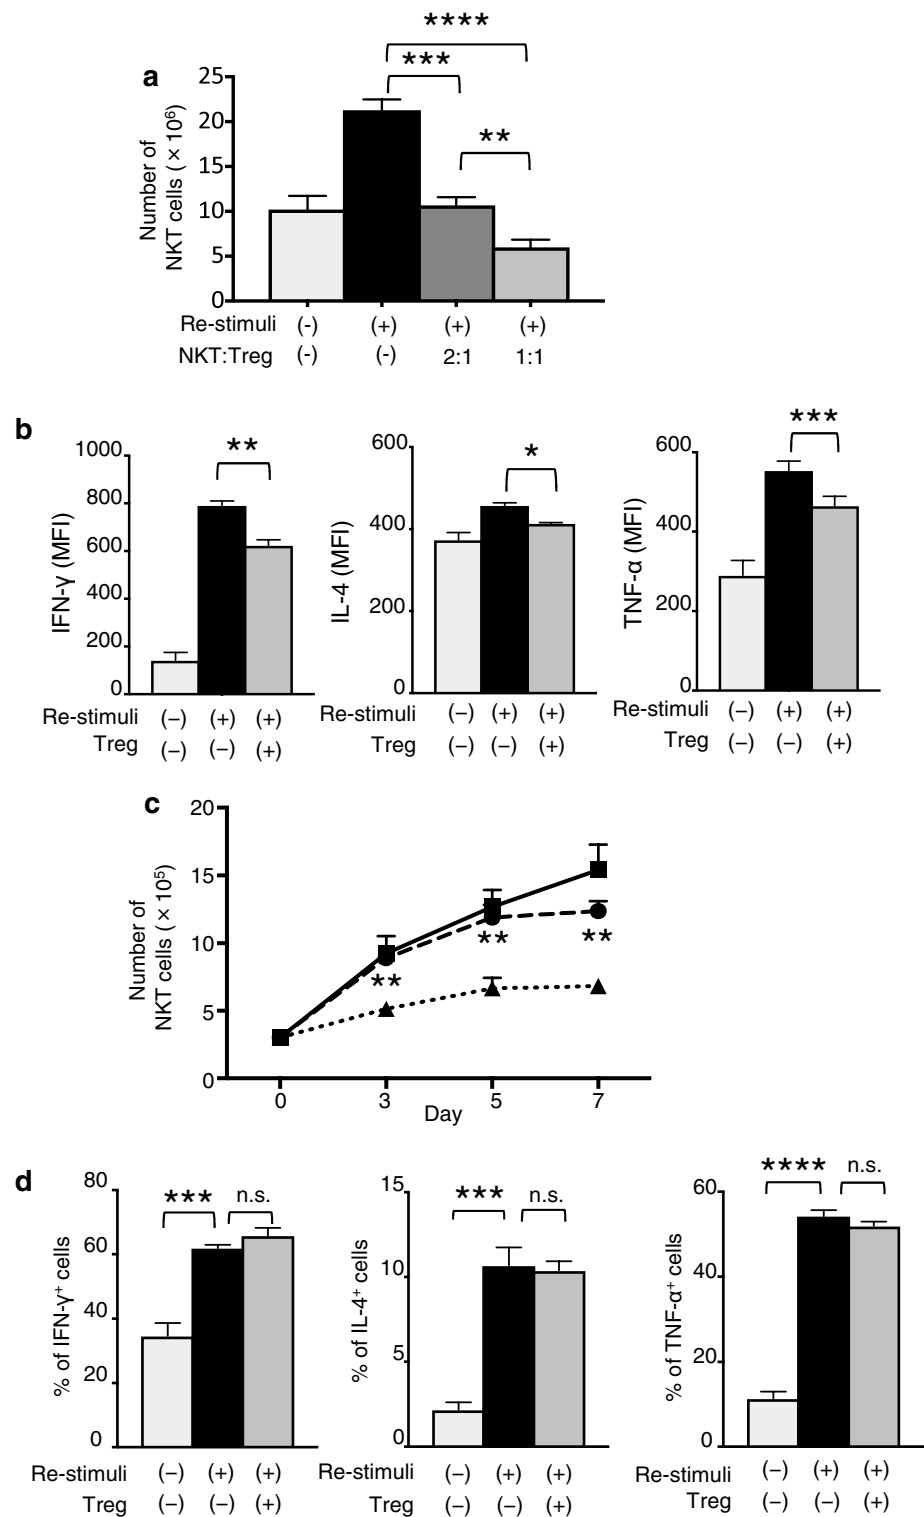 ****
***
**
a
25
20
15
10
5
0
Number of
NKT cells (× 10⁶)
Re-stimuli (-) (+) (+) (+)
NKT:Treg (-) (-) 2:1 1:1
b
1000
800
600
400
200
0
IFN-γ (MFI)
**
Re-stimuli (–) (+) (+)
Treg (–) (–) (+)
600
400
200
0
IL-4 (MFI)
*
Re-stimuli (–) (+) (+)
Treg (–) (–) (+)
600
400
200
0
TNF-α (MFI)
***
Re-stimuli (–) (+) (+)
Treg (–) (–) (+)
c
20
15
10
5
0
Number of
NKT cells (× 10⁵)
**
**
**
0 3 5 7
Day
d
80
60
40
20
0
% of IFN-γ⁺ cells
*** n.s.
Re-stimuli (–) (+) (+)
Treg (–) (–) (+)
15
10
5
0
% of IL-4⁺ cells
*** n.s.
Re-stimuli (–) (+) (+)
Treg (–) (–) (+)
60
40
20
0
% of TNF-α⁺ cells
**** n.s.
Re-stimuli (–) (+) (+)
Treg (–) (–) (+)